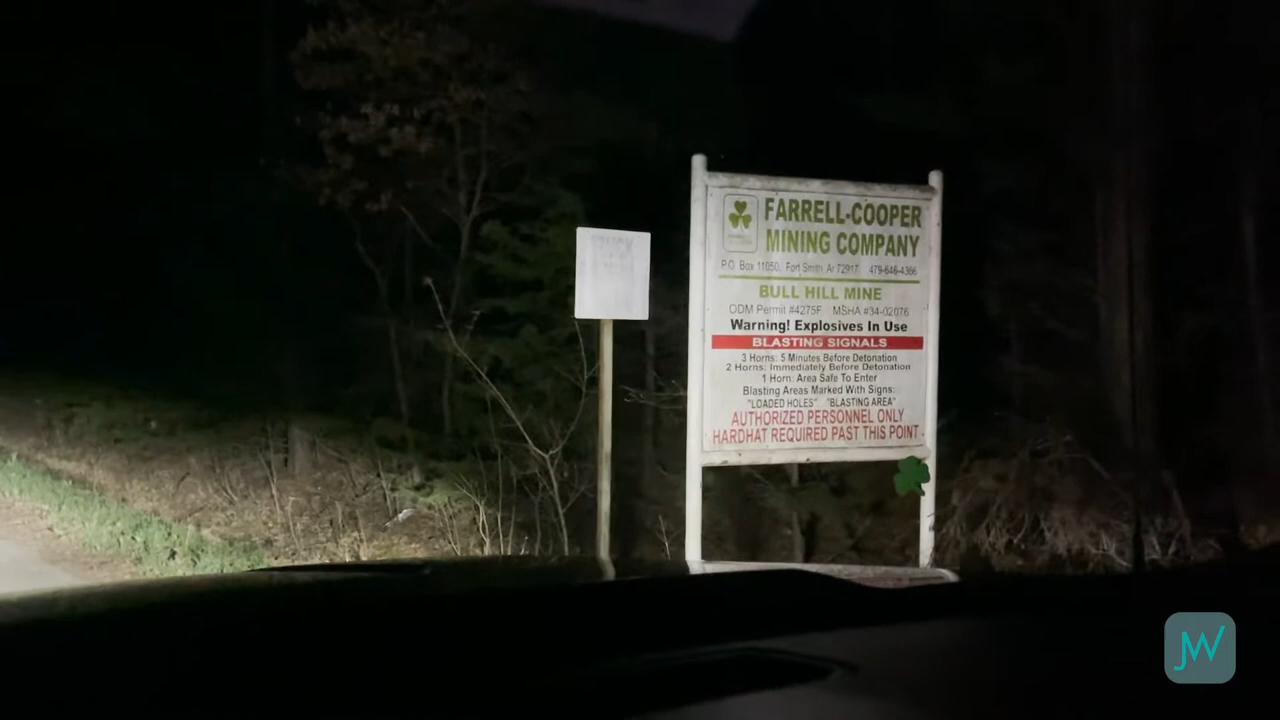 FARRELL-COOPER
MINING COMPANY
P.O. Box 11050, Fort Smith, Ar 72917 479-646-4366
BULL HILL MINE
ODM Permit #4275F MSHA #34-02076
Warning! Explosives In Use
BLASTING SIGNALS
3 Horns: 5 Minutes Before Detonation
2 Horns: Immediately Before Detonation
1 Horn: Area Safe To Enter
Blasting Areas Marked With Signs:
"LOADED HOLES" "BLASTING AREA"
AUTHORIZED PERSONNEL ONLY
HARDHAT REQUIRED PAST THIS POINT
JW